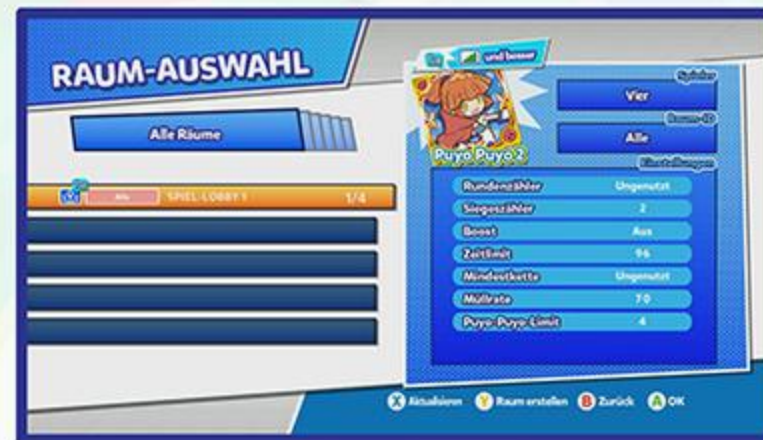 RAUM-AUSWAHL
Alle Räume
SPIEL-LOBBY 1 1/4
und besser
Puyo Puyo 2
Spieler
Vier
Raum-ID
Alle
Einstellungen
Rundenzähler Ungenutzt
Siegeszähler 2
Boost Aus
Zeitlimit 96
Mindestkette Ungenutzt
Müllrate 70
Puyo-Puyo-Limit 4
X Aktualisieren Y Raum erstellen B Zurück A OK